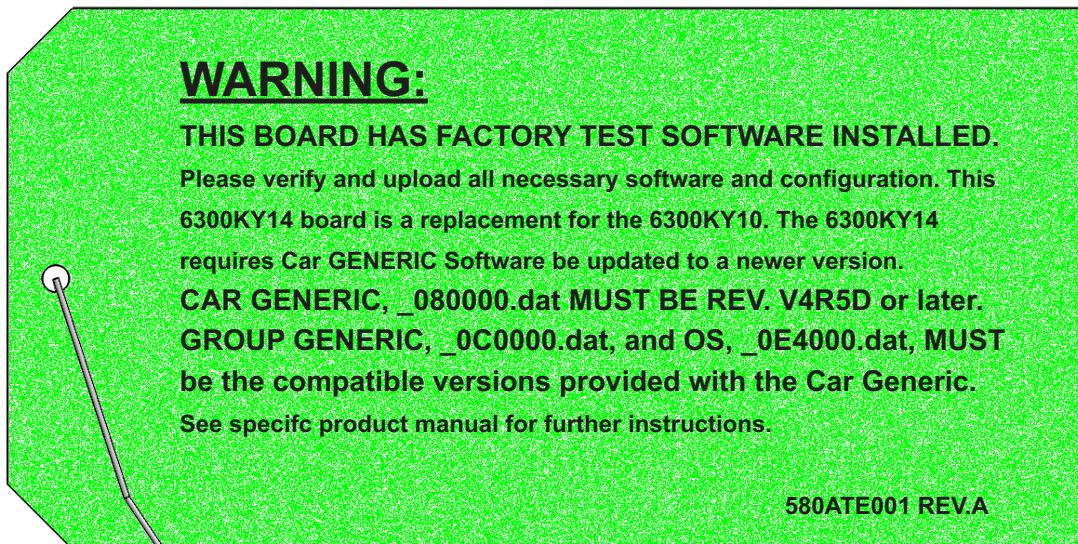 WARNING:
THIS BOARD HAS FACTORY TEST SOFTWARE INSTALLED.
Please verify and upload all necessary software and configuration. This
6300KY14 board is a replacement for the 6300KY10. The 6300KY14
requires Car GENERIC Software be updated to a newer version.
CAR GENERIC, _080000.dat MUST BE REV. V4R5D or later.
GROUP GENERIC, _0C0000.dat, and OS, _0E4000.dat, MUST
be the compatible versions provided with the Car Generic.
See specifc product manual for further instructions.
580ATE001 REV.A